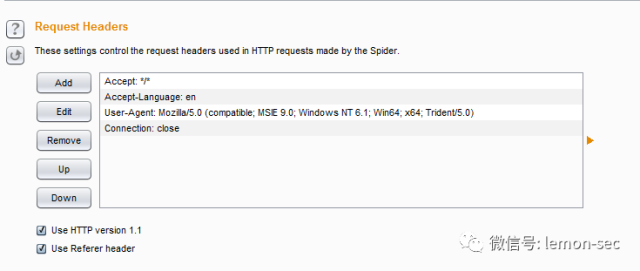 Request Headers
These settings control the request headers used in HTTP requests made by the Spider.
Add
Edit
Remove
Up
Down
Accept: */*
Accept-Language: en
User-Agent: Mozilla/5.0 (compatible; MSIE 9.0; Windows NT 6.1; Win64; x64; Trident/5.0)
Connection: close
Use HTTP version 1.1
Use Referer header
微信号: lemon-sec